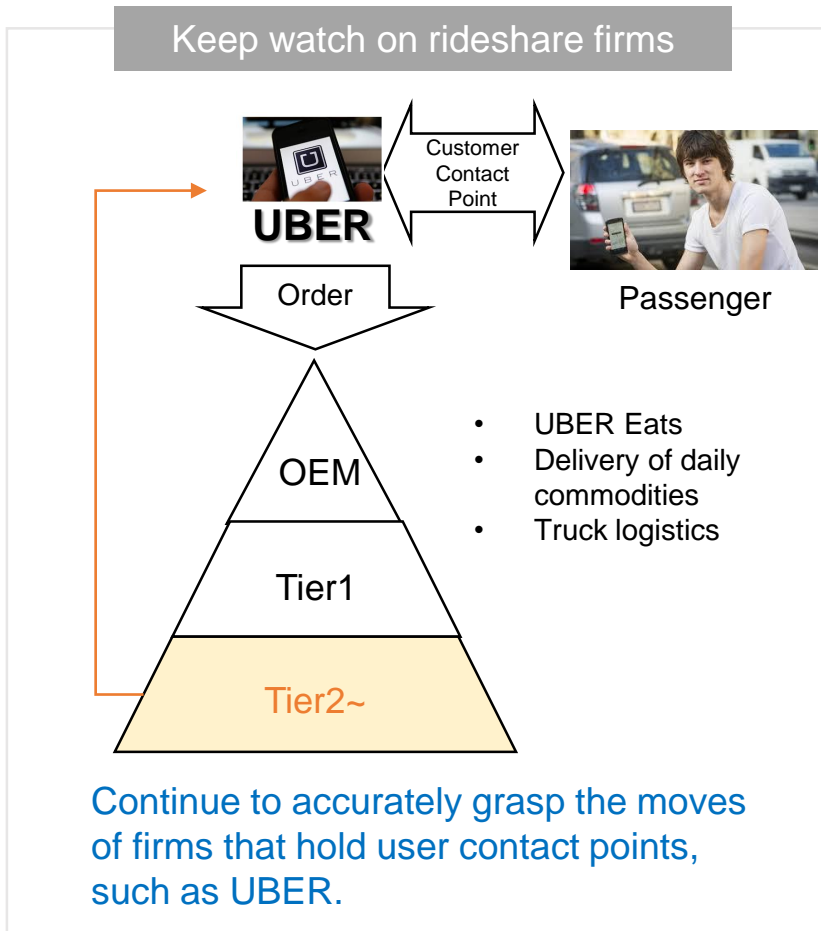 Keep watch on rideshare firms
Customer
Contact
Point
UBER
UBER
Passenger
Order
OEM
Tier1
Tier2~
• UBER Eats
• Delivery of daily
commodities
• Truck logistics
Continue to accurately grasp the moves
of firms that hold user contact points,
such as UBER.